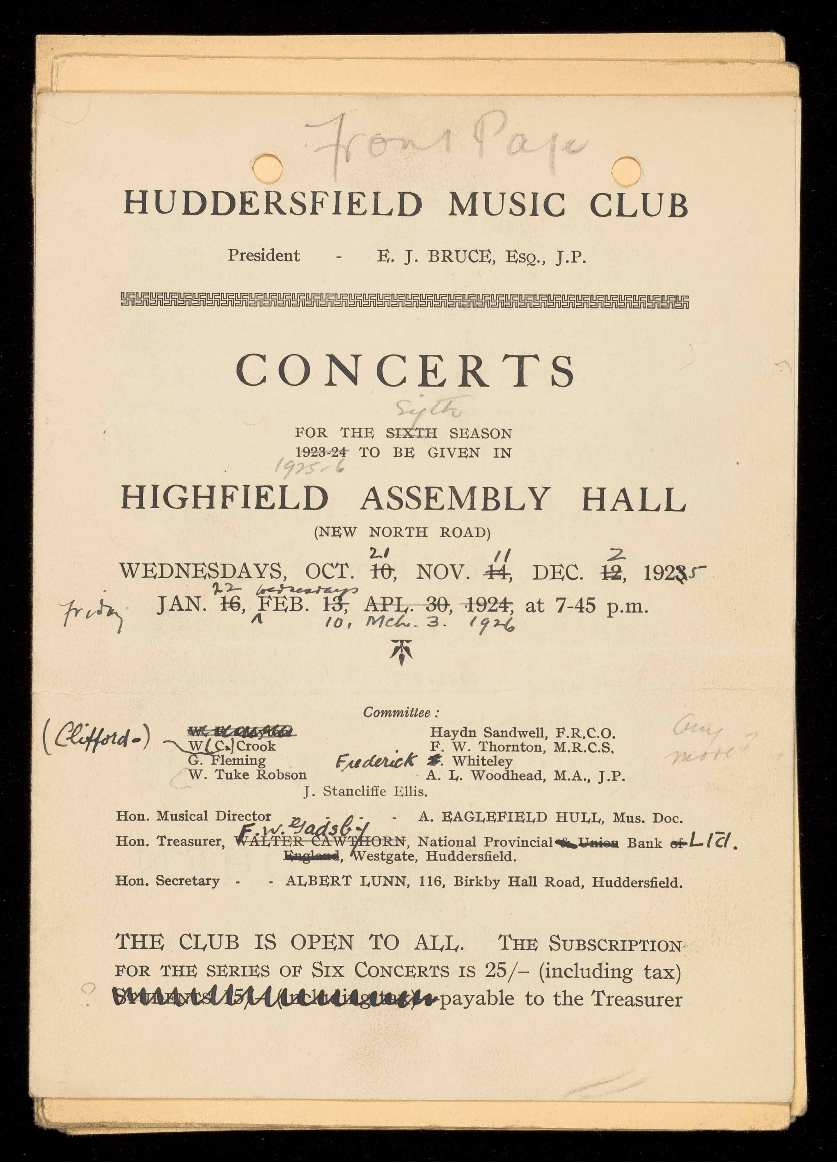 Front Page
HUDDERSFIELD MUSIC CLUB
President - E. J. BRUCE, Esq., J.P.
CONCERTS
FOR THE SIXTH SEASON
1923-24 TO BE GIVEN IN
1925-6
HIGHFIELD ASSEMBLY HALL
(NEW NORTH ROAD)
21 11 2
WEDNESDAYS, OCT. 10, NOV. 14, DEC. 12, 1923 5
22 Wednesdays
Friday JAN. 16, FEB. 13, APL. 30, 1924, at 7-45 p.m.
10, Mch. 3. 1926
Committee:
Haydn Sandwell, F.R.C.O.
(Clifford-) W(C.)Crook F. W. Thornton, M.R.C.S.
G. Fleming Frederick F. Whiteley
W. Tuke Robson A. L. Woodhead, M.A., J.P.
any more?
J. Stancliffe Ellis.
Hon. Musical Director - A. EAGLEFIELD HULL, Mus. Doc.
F. W. Gadsby
Hon. Treasurer, WALTER CAWTHORN, National Provincial & Union Bank of LTD.
England, Westgate, Huddersfield.
Hon. Secretary - - ALBERT LUNN, 116, Birkby Hall Road, Huddersfield.
THE CLUB IS OPEN TO ALL. THE SUBSCRIPTION
FOR THE SERIES OF SIX CONCERTS IS 25/– (including tax)
? STUDENTS 15/– (including tax) payable to the Treasurer